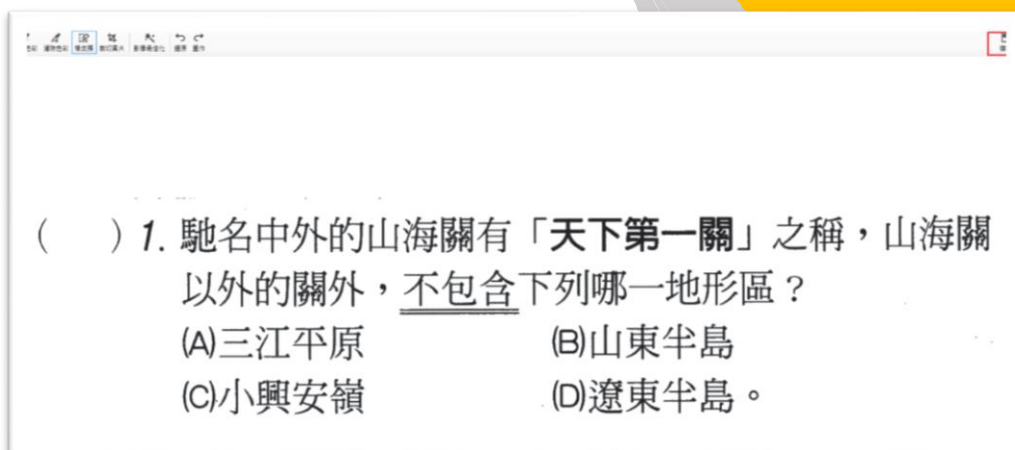 復原
(　　) 1. 馳名中外的山海關有「天下第一關」之稱，山海關
以外的關外，不包含下列哪一地形區？
(A)三江平原　(B)山東半島
(C)小興安嶺　(D)遼東半島。